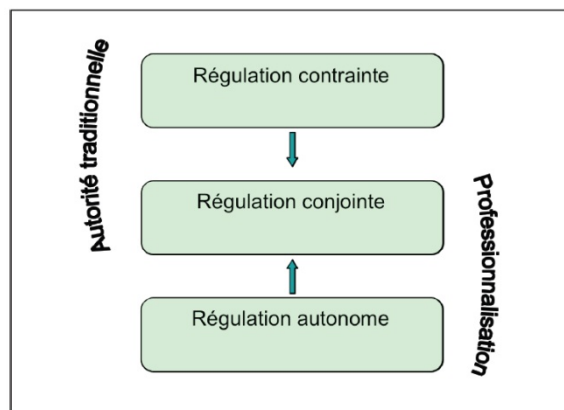 Autorité traditionnelle
Régulation contrainte
Régulation conjointe
Professionnalisation
Régulation autonome